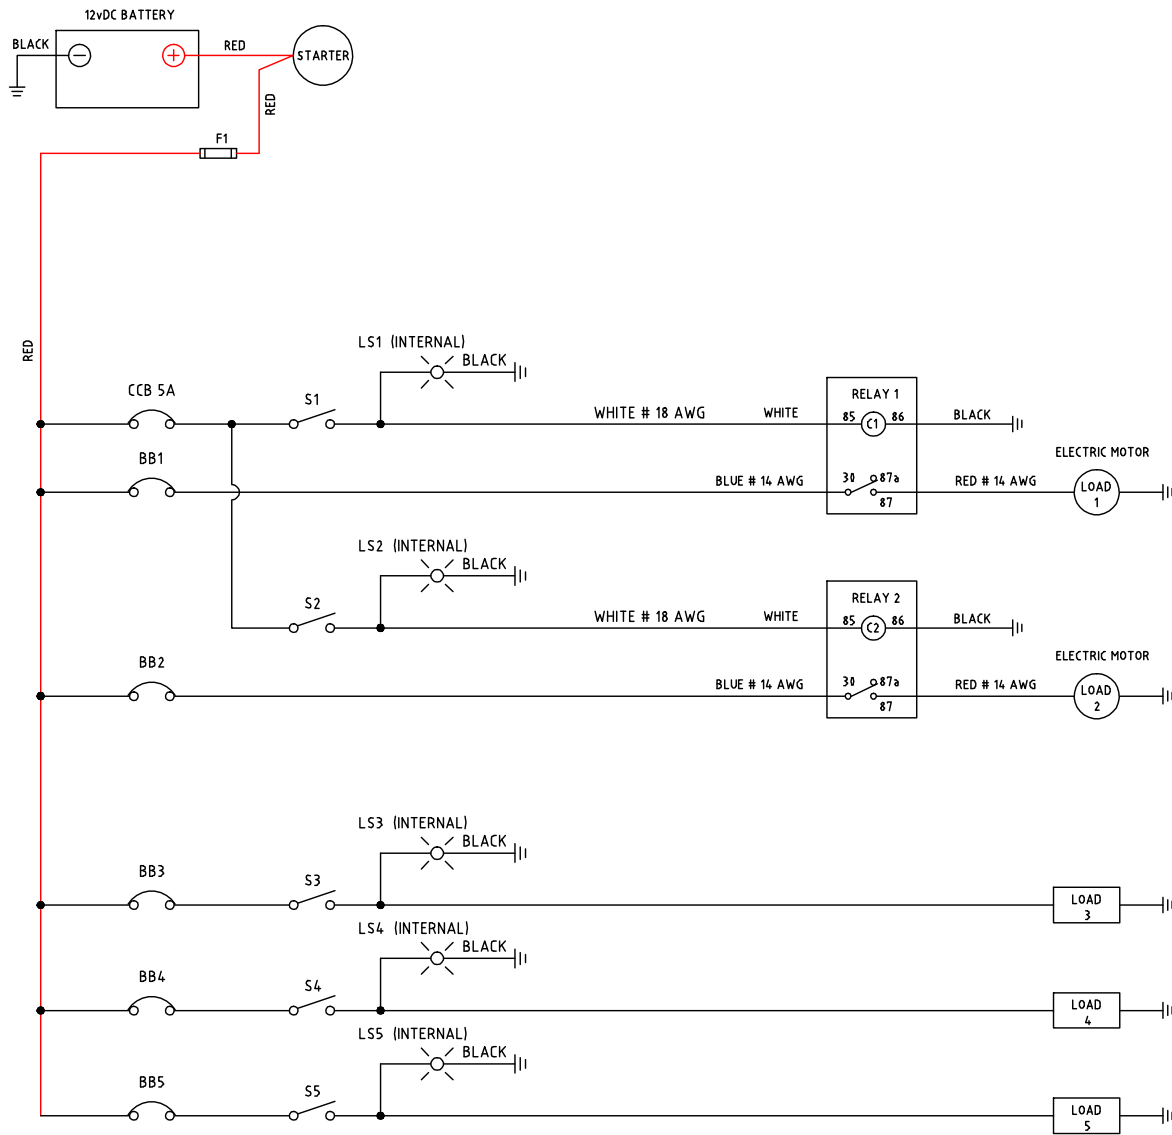 12vDC BATTERY
BLACK
RED
STARTER
RED
F1
RED
LS1 (INTERNAL)
BLACK
CCB 5A
S1
WHITE # 18 AWG
WHITE
RELAY 1
85
C1
86
BLACK
BB1
BLUE # 14 AWG
30
87a
87
RED # 14 AWG
ELECTRIC MOTOR
LOAD
1
LS2 (INTERNAL)
BLACK
S2
WHITE # 18 AWG
WHITE
RELAY 2
85
C2
86
BLACK
BB2
BLUE # 14 AWG
30
87a
87
RED # 14 AWG
ELECTRIC MOTOR
LOAD
2
LS3 (INTERNAL)
BLACK
BB3
S3
LOAD
3
LS4 (INTERNAL)
BLACK
BB4
S4
LOAD
4
LS5 (INTERNAL)
BLACK
BB5
S5
LOAD
5